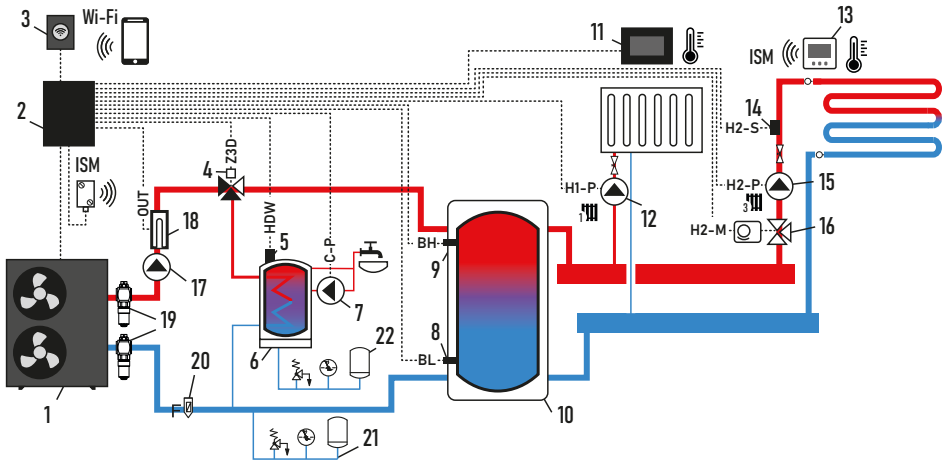 3
Wi-Fi
11
ISM
13
2
14
H2-S
ISM
4
Z3D
OUT
HDW
H1-P
1
12
H2-P
3
15
18
5
C-P
BH
9
H2-M
16
17
7
19
6
22
8
BL
20
F
1
10
21